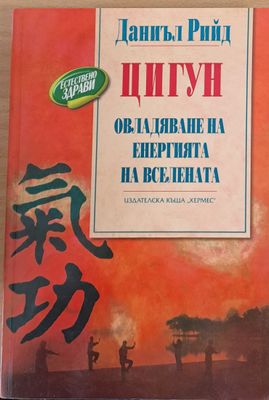 Даниъл Рийд
ЕСТЕСТВЕНО
ЗДРАВИ
ЦИГУН
ОВЛАДЯВАНЕ НА
ЕНЕРГИЯТА
НА ВСЕЛЕНАТА
ИЗДАТЕЛСКА КЪЩА „ХЕРМЕС"
氣
功